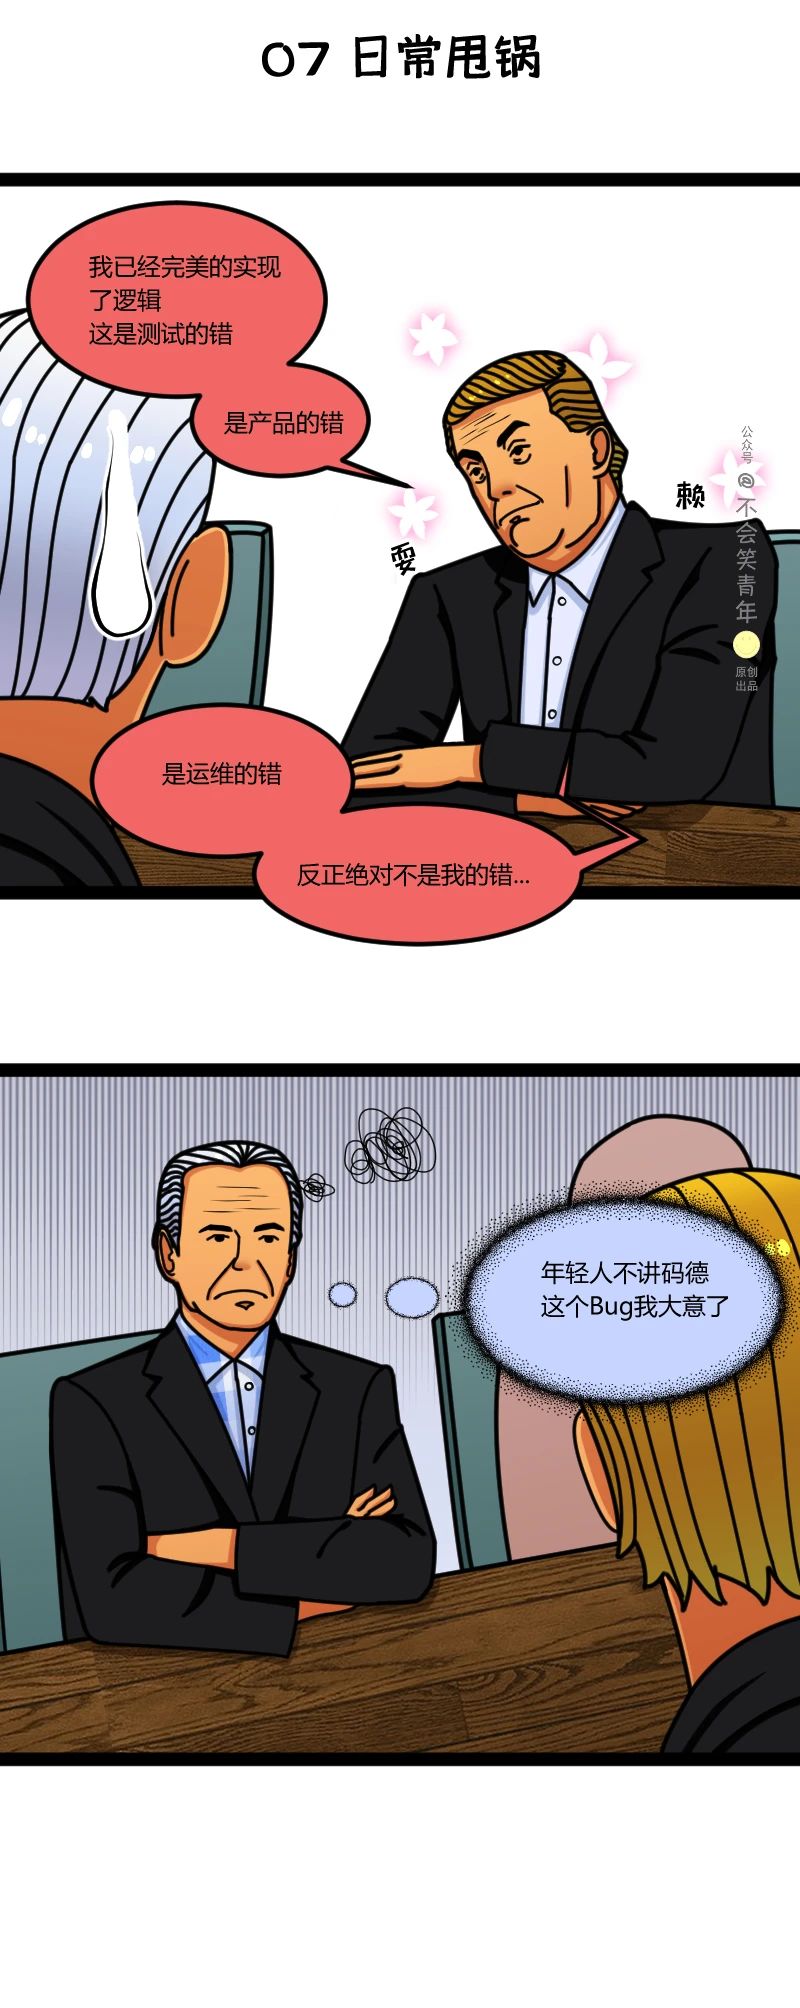 07 日常甩锅
我已经完美的实现
了逻辑
这是测试的错
是产品的错
耍
赖
公众号
@不会笑青年
原创
出品
是运维的错
反正绝对不是我的错...
年轻人不讲码德
这个Bug我大意了